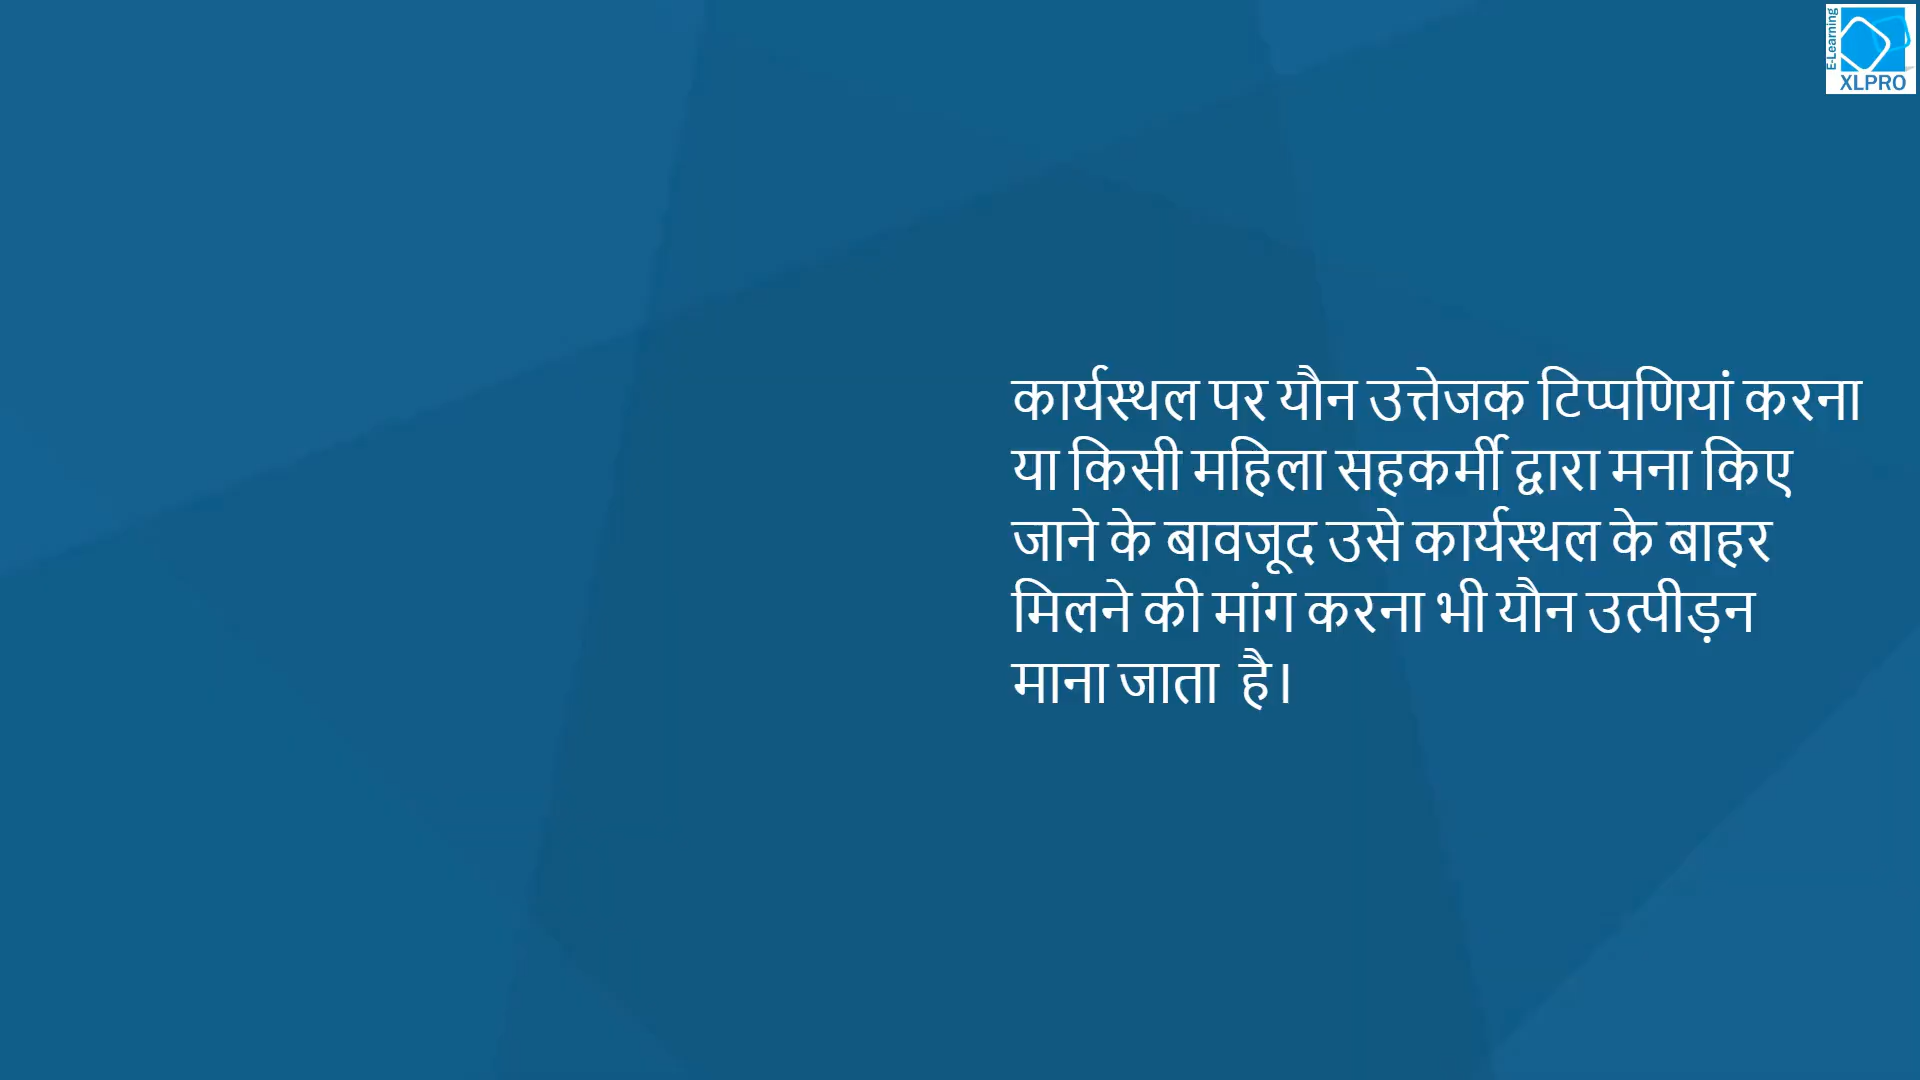 E-Learning
XLPRO
कार्यस्थल पर यौन उत्तेजक टिप्पणियां करना
या किसी महिला सहकर्मी द्वारा मना किए
जाने के बावजूद उसे कार्यस्थल के बाहर
मिलने की मांग करना भी यौन उत्पीड़न
माना जाता है।